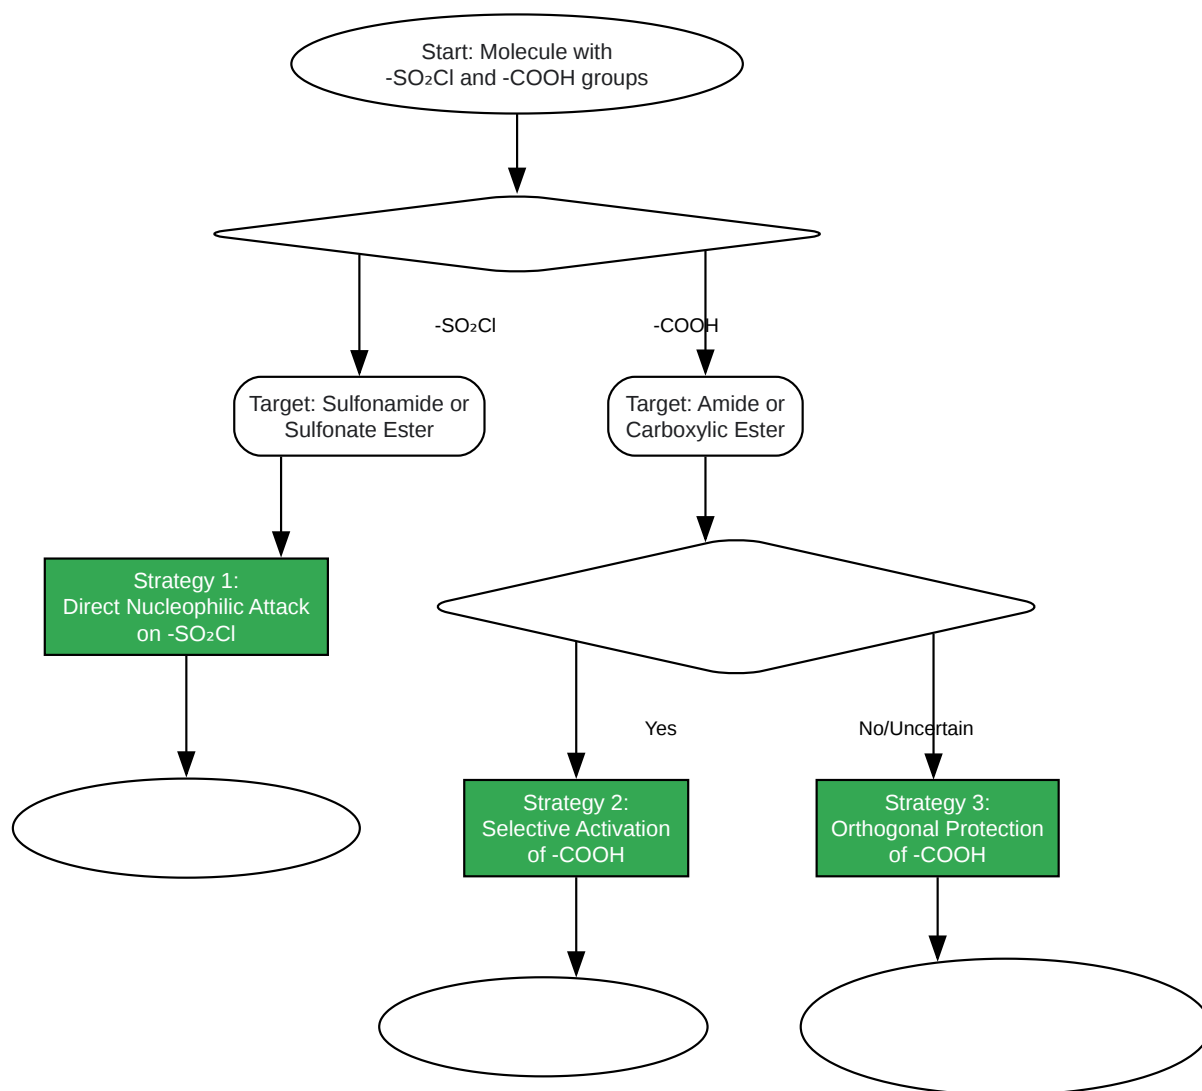 Start: Molecule with
-SO₂Cl and -COOH groups
-SO₂Cl
-COOH
Target: Sulfonamide or
Sulfonate Ester
Target: Amide or
Carboxylic Ester
Strategy 1:
Direct Nucleophilic Attack
on -SO₂Cl
Yes
No/Uncertain
Strategy 2:
Selective Activation
of -COOH
Strategy 3:
Orthogonal Protection
of -COOH